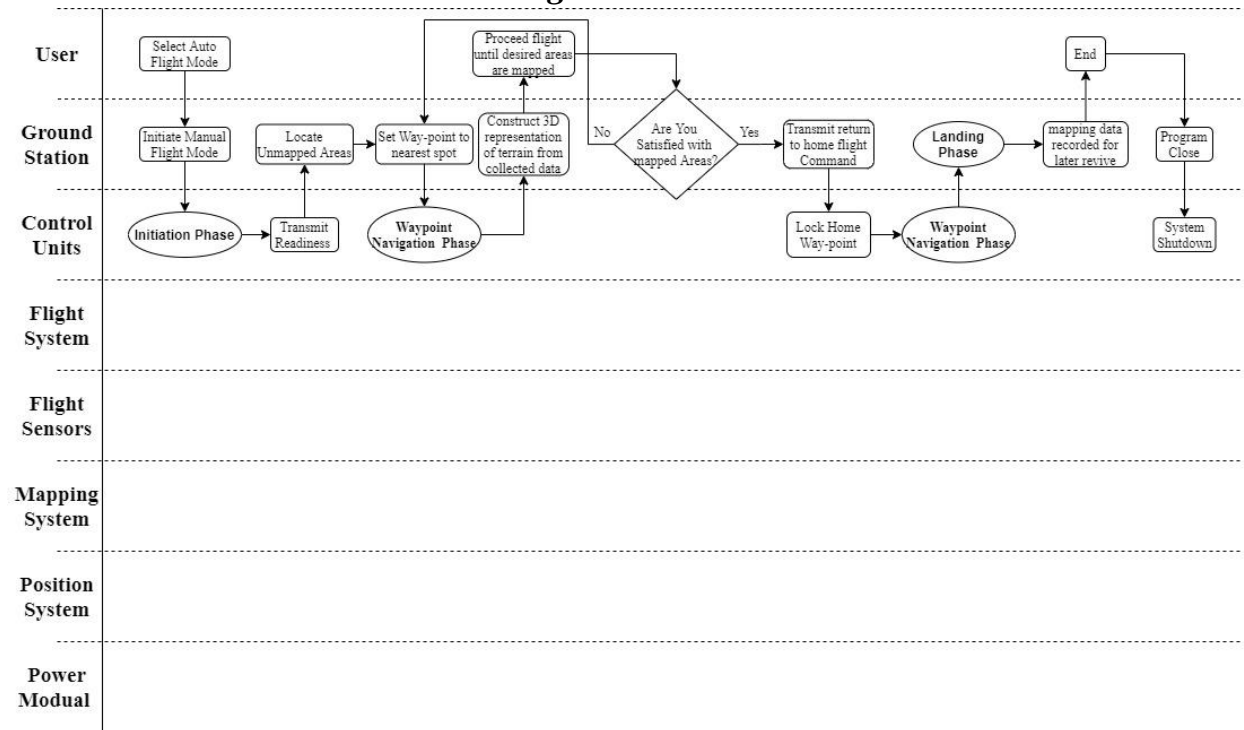 User
Select Auto
Flight Mode
Proceed flight
until desired areas
are mapped
End
Ground
Station
Initiate Manual
Flight Mode
Locate
Unmapped Areas
Set Way-point to
nearest spot
Construct 3D
representation
of terrain from
collected data
No
Are You
Satisfied with
mapped Areas?
Yes
Transmit return
to home flight
Command
Landing
Phase
mapping data
recorded for
later revive
Program
Close
Control
Units
Initiation Phase
Transmit
Readiness
Waypoint
Navigation Phase
Lock Home
Way-point
Waypoint
Navigation Phase
System
Shutdown
Flight
System
Flight
Sensors
Mapping
System
Position
System
Power
Modual